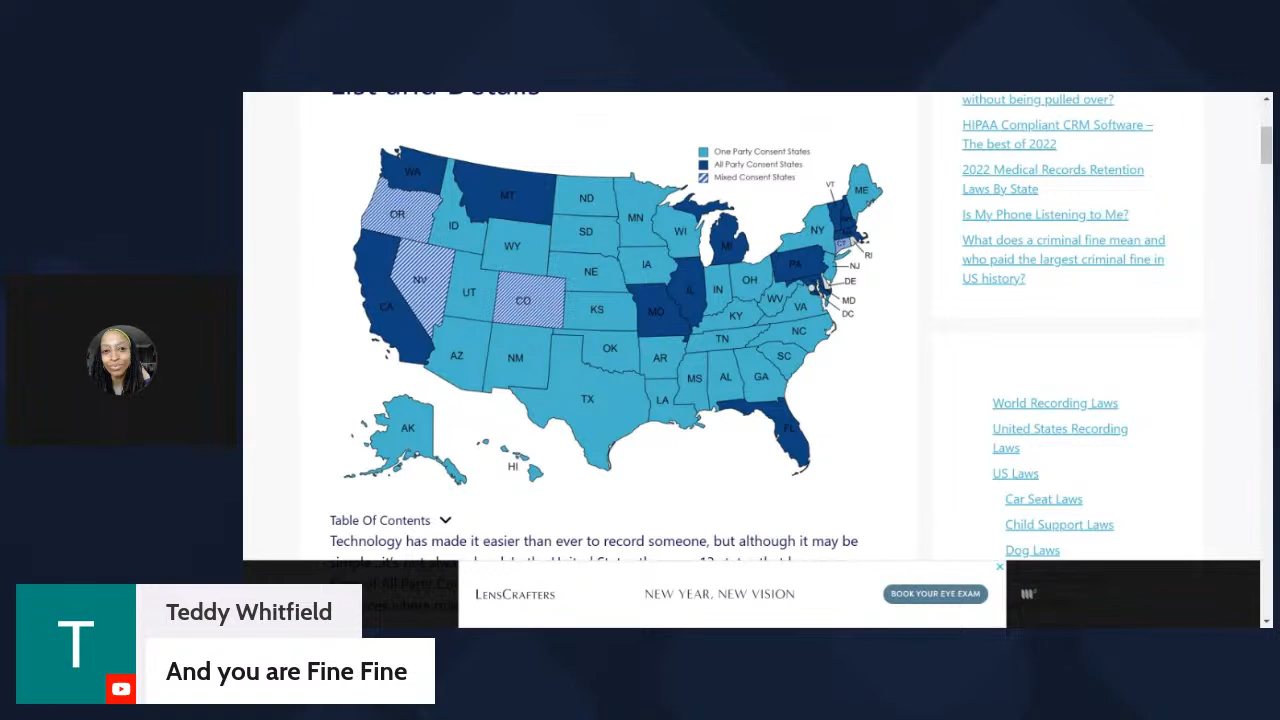 List and Details
One Party Consent States
All Party Consent States
Mixed Consent States
WA
MT
ND
MN
VT
ME
OR
ID
SD
WI
MI
NY
WY
RI
IA
PA
NJ
NE
NV
UT
CO
IL
IN
OH
DE
CA
KS
MO
WV
VA
MD
KY
DC
NC
TN
AZ
NM
OK
AR
SC
MS
AL
GA
TX
LA
AK
FL
HI
CT
Table Of Contents
Technology has made it easier than ever to record someone, but although it may be
without being pulled over?
HIPAA Compliant CRM Software –
The best of 2022
2022 Medical Records Retention
Laws By State
Is My Phone Listening to Me?
What does a criminal fine mean and
who paid the largest criminal fine in
US history?
World Recording Laws
United States Recording
Laws
US Laws
Car Seat Laws
Child Support Laws
Dog Laws
LENSCRAFTERS
NEW YEAR, NEW VISION
BOOK YOUR EYE EXAM
T
Teddy Whitfield
And you are Fine Fine